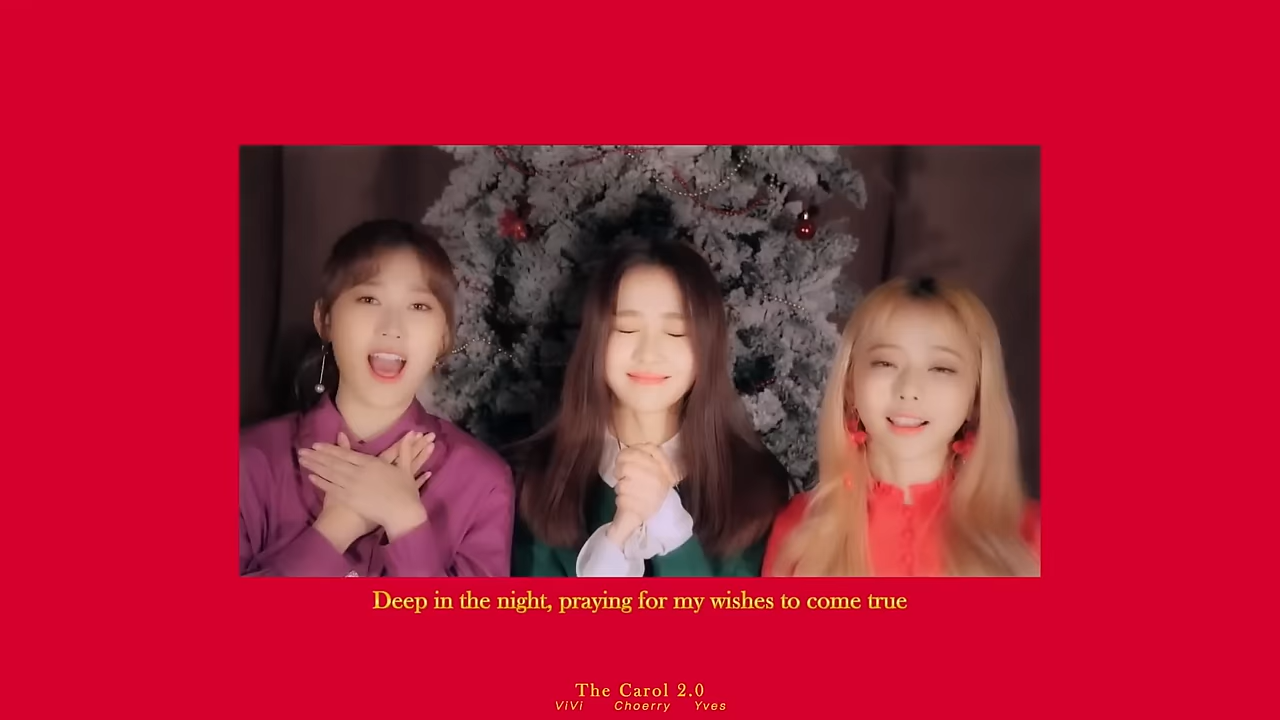 Deep in the night, praying for my wishes to come true
The Carol 2.0
ViVi Choerry Yves